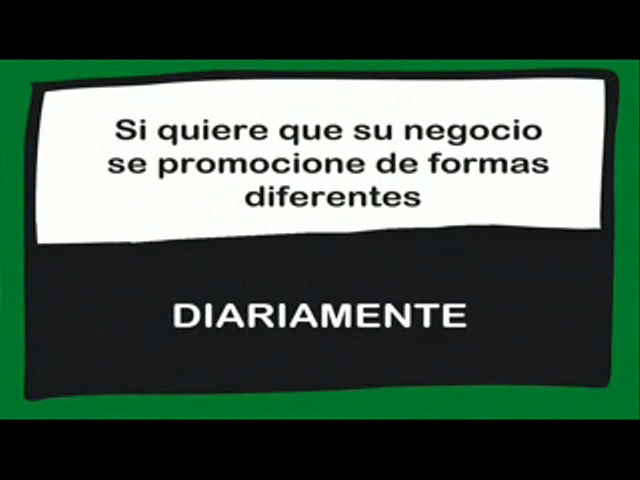 Si quiere que su negocio
se promocione de formas
diferentes
DIARIAMENTE